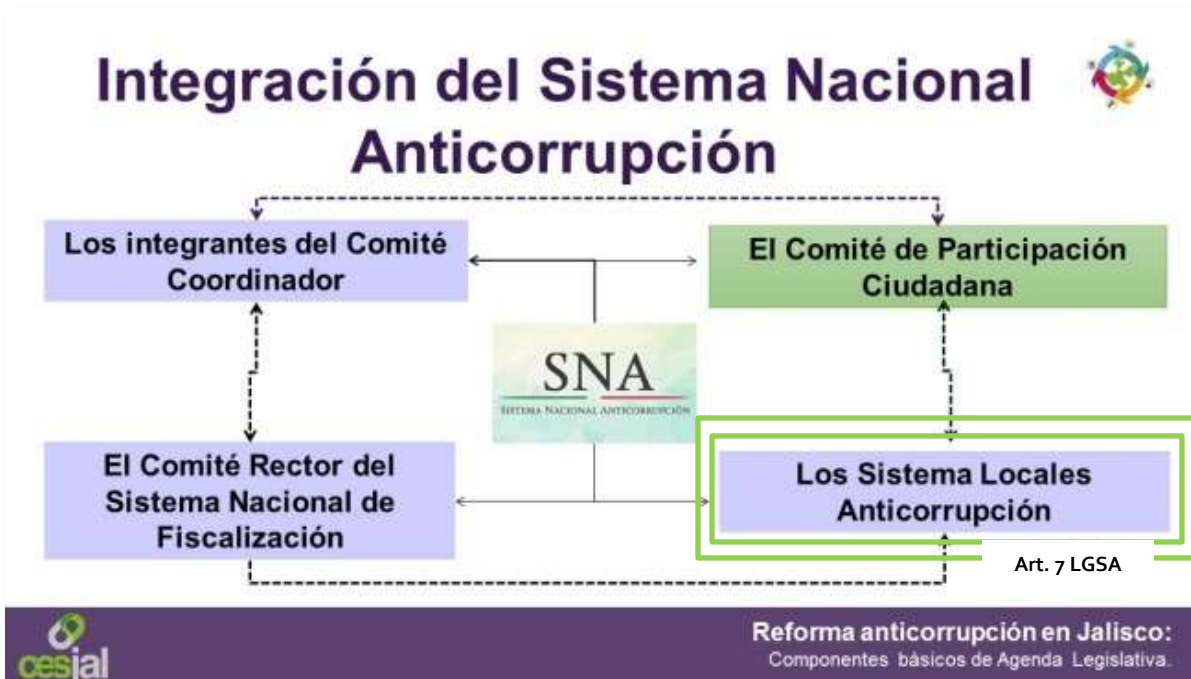 Integración del Sistema Nacional
Anticorrupción
Los integrantes del Comité
Coordinador
El Comité de Participación
Ciudadana
SNA
SISTEMA NACIONAL ANTICORRUPCIÓN
El Comité Rector del
Sistema Nacional de
Fiscalización
Los Sistema Locales
Anticorrupción
Art. 7 LGSA
cesjal
Reforma anticorrupción en Jalisco:
Componentes básicos de Agenda Legislativa.